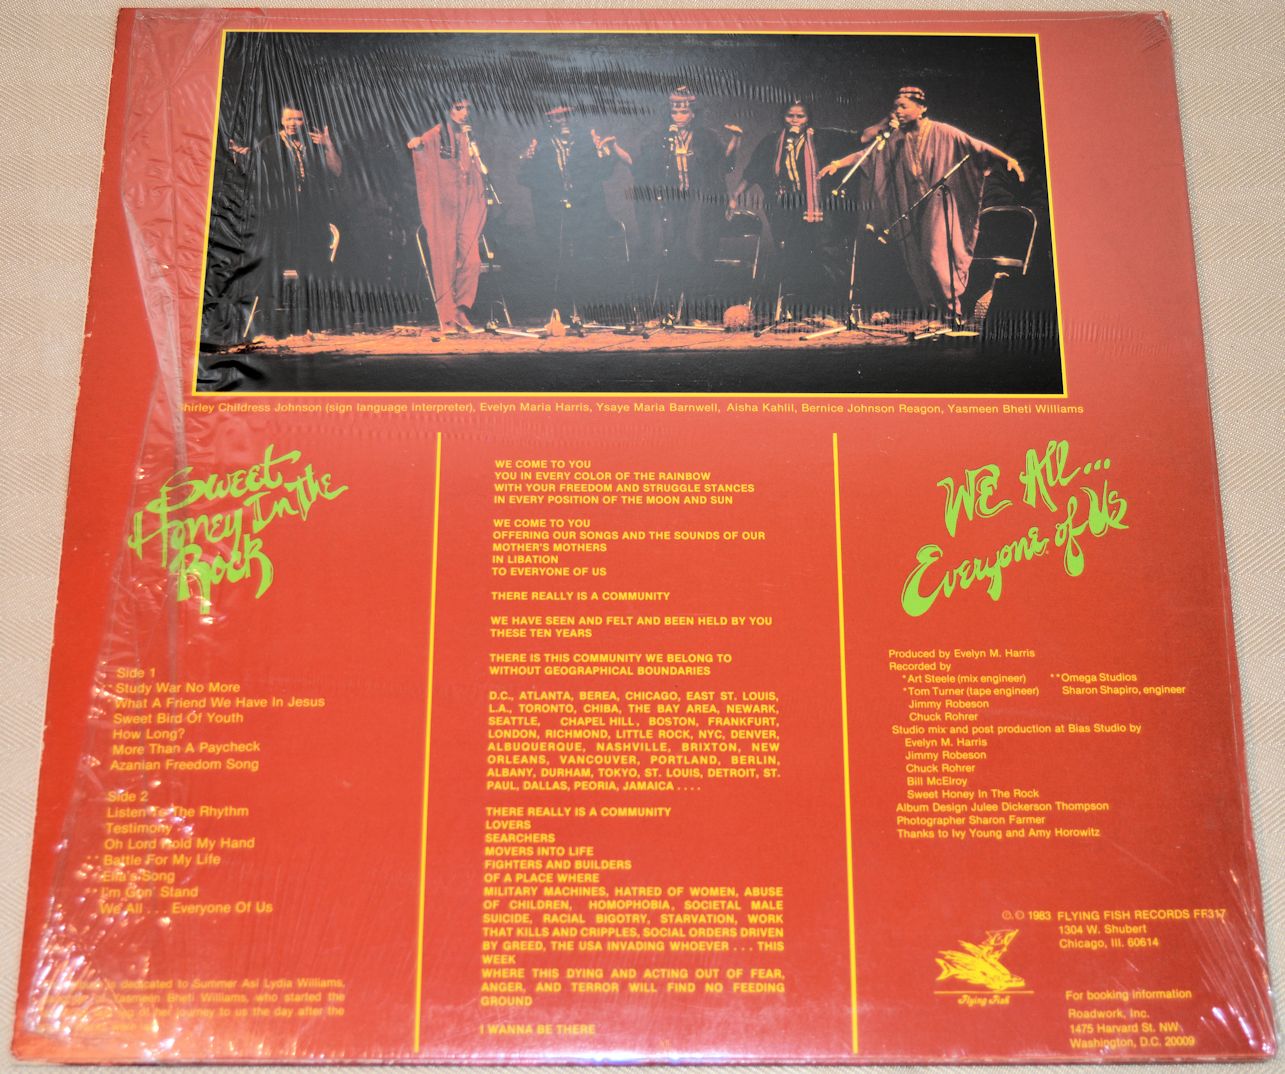 Shirley Childress Johnson (sign language interpreter), Evelyn Maria Harris, Ysaye Maria Barnwell, Aisha Kahlil, Bernice Johnson Reagon, Yasmeen Bheti Williams
Sweet
Honey In The
Rock
Side 1
Study War No More
What A Friend We Have In Jesus
Sweet Bird Of Youth
How Long?
More Than A Paycheck
Azanian Freedom Song
Side 2
Listen To The Rhythm
Testimony
Oh Lord Hold My Hand
Battle For My Life
Ella's Song
I'm Gon' Stand
We All . . . Everyone Of Us
is dedicated to Summer Asi Lydia Williams,
Yasmeen Bheti Williams, who started the
of her journey to us the day after the
WE COME TO YOU
YOU IN EVERY COLOR OF THE RAINBOW
WITH YOUR FREEDOM AND STRUGGLE STANCES
IN EVERY POSITION OF THE MOON AND SUN
WE COME TO YOU
OFFERING OUR SONGS AND THE SOUNDS OF OUR
MOTHER'S MOTHERS
IN LIBATION
TO EVERYONE OF US
THERE REALLY IS A COMMUNITY
WE HAVE SEEN AND FELT AND BEEN HELD BY YOU
THESE TEN YEARS
THERE IS THIS COMMUNITY WE BELONG TO
WITHOUT GEOGRAPHICAL BOUNDARIES
D.C., ATLANTA, BEREA, CHICAGO, EAST ST. LOUIS,
L.A., TORONTO, CHIBA, THE BAY AREA, NEWARK,
SEATTLE, CHAPEL HILL, BOSTON, FRANKFURT,
LONDON, RICHMOND, LITTLE ROCK, NYC, DENVER,
ALBUQUERQUE, NASHVILLE, BRIXTON, NEW
ORLEANS, VANCOUVER, PORTLAND, BERLIN,
ALBANY, DURHAM, TOKYO, ST. LOUIS, DETROIT, ST.
PAUL, DALLAS, PEORIA, JAMAICA . . . .
THERE REALLY IS A COMMUNITY
LOVERS
SEARCHERS
MOVERS INTO LIFE
FIGHTERS AND BUILDERS
OF A PLACE WHERE
MILITARY MACHINES, HATRED OF WOMEN, ABUSE
OF CHILDREN, HOMOPHOBIA, SOCIETAL MALE
SUICIDE, RACIAL BIGOTRY, STARVATION, WORK
THAT KILLS AND CRIPPLES, SOCIAL ORDERS DRIVEN
BY GREED, THE USA INVADING WHOEVER . . . THIS
WEEK
WHERE THIS DYING AND ACTING OUT OF FEAR,
ANGER, AND TERROR WILL FIND NO FEEDING
GROUND
I WANNA BE THERE
We All...
Everyone of Us
Produced by Evelyn M. Harris
Recorded by
*Art Steele (mix engineer) **Omega Studios
*Tom Turner (tape engineer) Sharon Shapiro, engineer
Jimmy Robeson
Chuck Rohrer
Studio mix and post production at Bias Studio by
Evelyn M. Harris
Jimmy Robeson
Chuck Rohrer
Bill McElroy
Sweet Honey In The Rock
Album Design Julee Dickerson Thompson
Photographer Sharon Farmer
Thanks to Ivy Young and Amy Horowitz
℗, © 1983 FLYING FISH RECORDS FF317
1304 W. Shubert
Chicago, Ill. 60614
Flying Fish
For booking information
Roadwork, Inc.
1475 Harvard St. NW
Washington, D.C. 20009